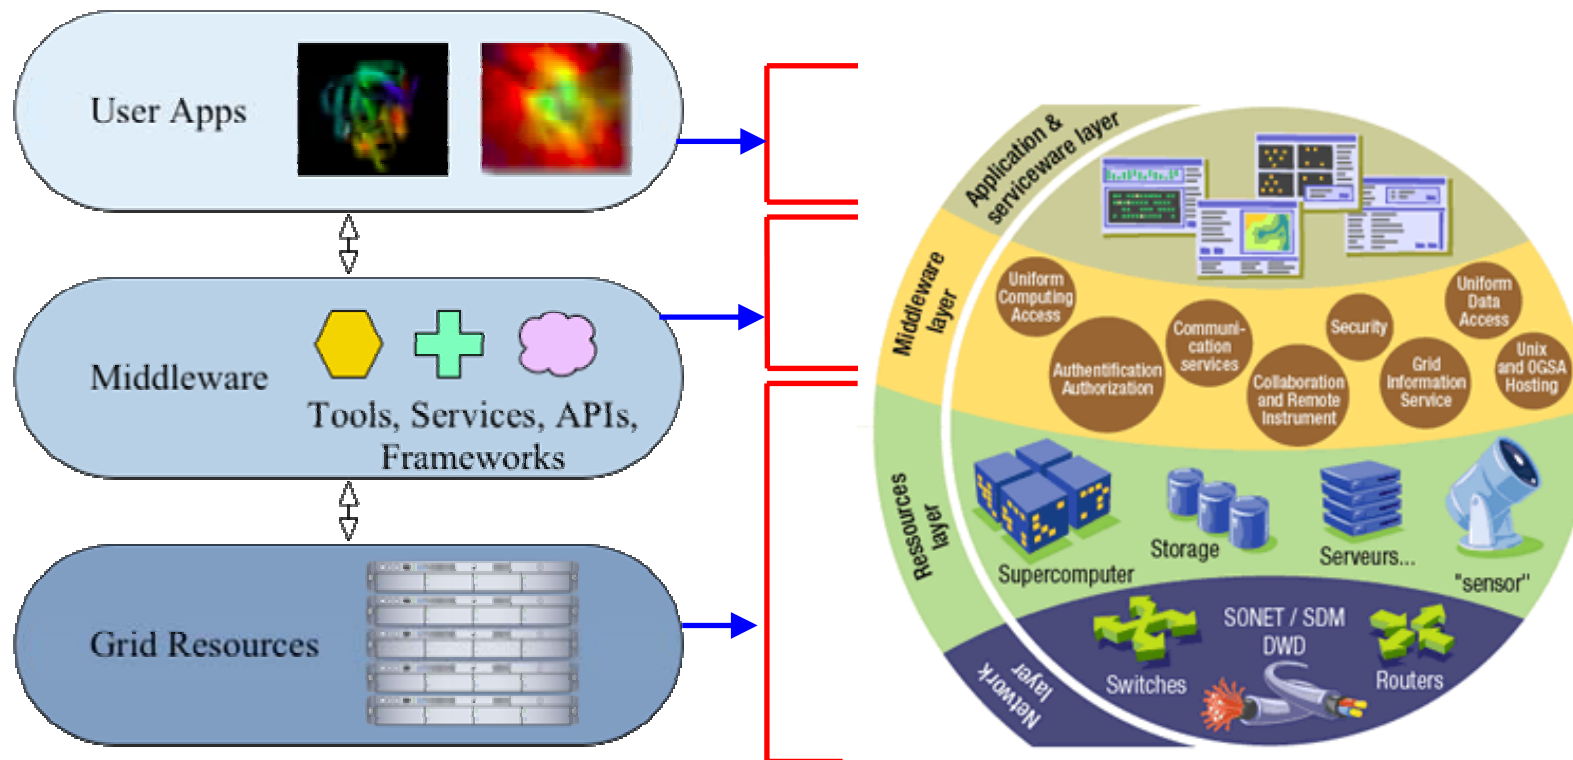 User Apps
Middleware
Tools, Services, APIs,
Frameworks
Grid Resources
Application &
serviceware layer
Middleware
layer
Uniform
Computing
Access
Authentification
Authorization
Communi-
cation
services
Collaboration
and Remote
Instrument
Security
Grid
Information
Service
Uniform
Data
Access
Unix
and OGSA
Hosting
Ressources
layer
Supercomputer
Storage
Serveurs...
"sensor"
Network
layer
Switches
SONET / SDM
DWD
Routers